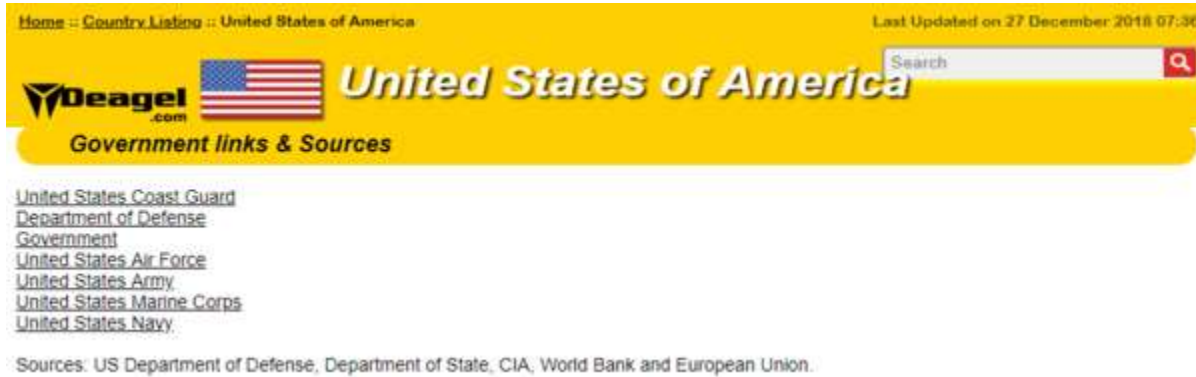 Home :: Country Listing :: United States of America
Last Updated on 27 December 2018 07:36
Search
Deagel
.com
United States of America
Government links & Sources
United States Coast Guard
Department of Defense
Government
United States Air Force
United States Army
United States Marine Corps
United States Navy
Sources: US Department of Defense, Department of State, CIA, World Bank and European Union.